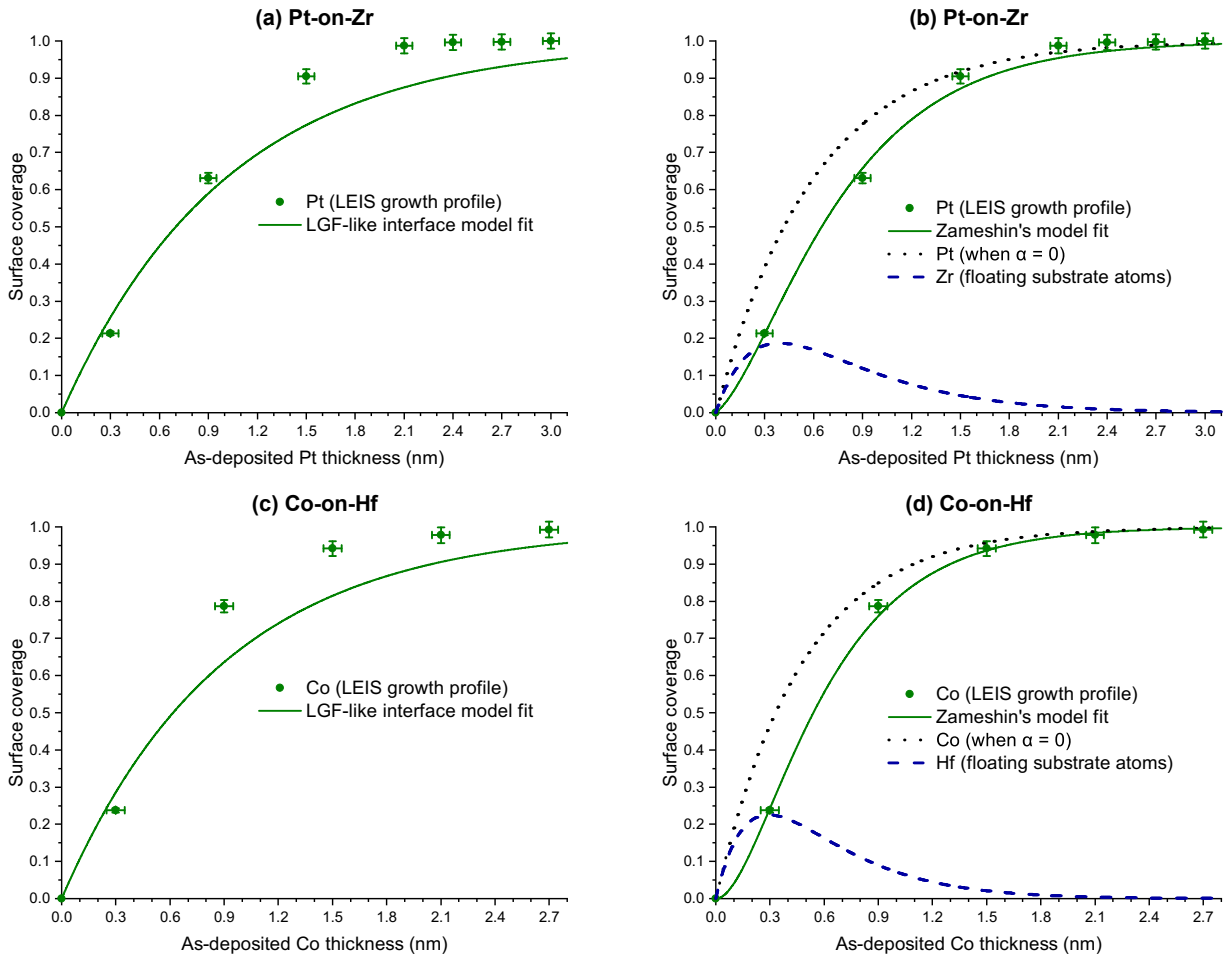 (a) Pt-on-Zr
1.0
0.9
0.8
0.7
0.6
0.5
0.4
0.3
0.2
0.1
0.0
Surface coverage
Pt (LEIS growth profile)
LGF-like interface model fit
0.0 0.3 0.6 0.9 1.2 1.5 1.8 2.1 2.4 2.7 3.0
As-deposited Pt thickness (nm)
(b) Pt-on-Zr
1.0
0.9
0.8
0.7
0.6
0.5
0.4
0.3
0.2
0.1
0.0
Surface coverage
Pt (LEIS growth profile)
Zameshin's model fit
Pt (when α = 0)
Zr (floating substrate atoms)
0.0 0.3 0.6 0.9 1.2 1.5 1.8 2.1 2.4 2.7 3.0
As-deposited Pt thickness (nm)
(c) Co-on-Hf
1.0
0.9
0.8
0.7
0.6
0.5
0.4
0.3
0.2
0.1
0.0
Surface coverage
Co (LEIS growth profile)
LGF-like interface model fit
0.0 0.3 0.6 0.9 1.2 1.5 1.8 2.1 2.4 2.7
As-deposited Co thickness (nm)
(d) Co-on-Hf
1.0
0.9
0.8
0.7
0.6
0.5
0.4
0.3
0.2
0.1
0.0
Surface coverage
Co (LEIS growth profile)
Zameshin's model fit
Co (when α = 0)
Hf (floating substrate atoms)
0.0 0.3 0.6 0.9 1.2 1.5 1.8 2.1 2.4 2.7
As-deposited Co thickness (nm)